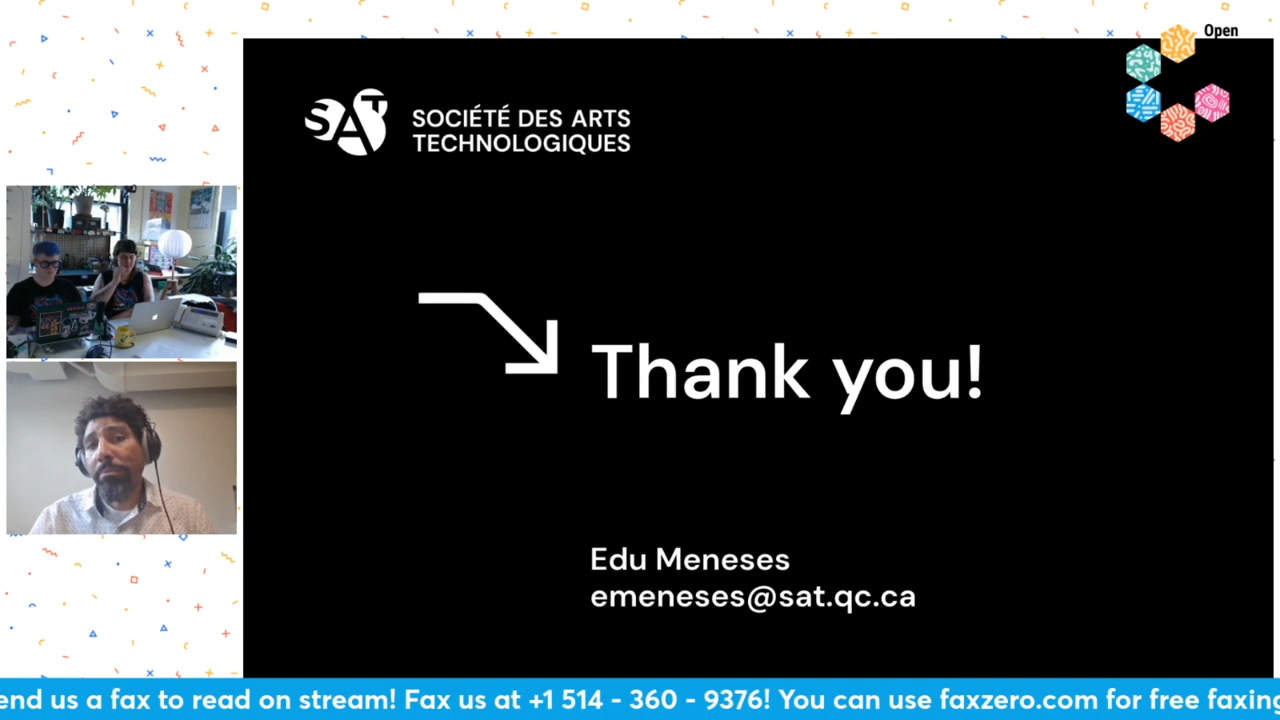 Open
SAT
SOCIÉTÉ DES ARTS
TECHNOLOGIQUES
Thank you!
Edu Meneses
emeneses@sat.qc.ca
end us a fax to read on stream! Fax us at +1 514 - 360 - 9376! You can use faxzero.com for free faxing